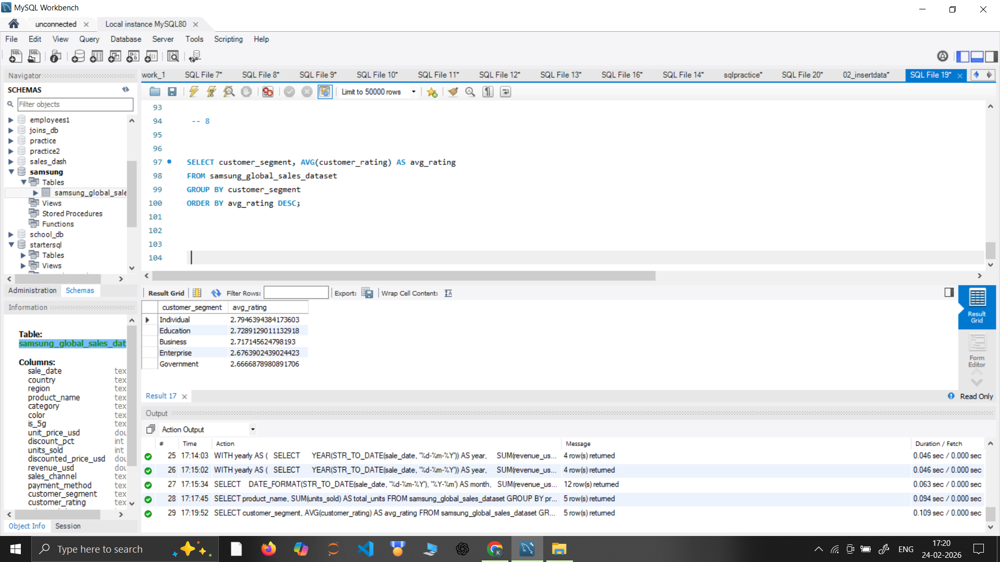 MySQL Workbench
unconnected
Local instance MySQL80
File Edit View Query Database Server Tools Scripting Help
Navigator
work_1 SQL File 7* SQL File 8* SQL File 9* SQL File 10* SQL File 11* SQL File 12* SQL File 13* SQL File 16* SQL File 14* sqlpractice* SQL File 20* 02_insertdata* SQL File 19*
SCHEMAS
Filter objects
employees1
joins_db
practice
practice2
sales_dash
samsung
Tables
samsung_global_sale
Views
Stored Procedures
Functions
school_db
startersql
Tables
Views
Administration Schemas
Information
Table:
samsung_global_sales_dat
Columns:
sale_date tex
country tex
region tex
product_name tex
category tex
color tex
is_5g tex
unit_price_usd dou
discount_pct int
units_sold int
discounted_price_usd dou
revenue_usd dou
sales_channel tex
payment_method tex
customer_segment tex
customer_rating tex
Object Info Session
Limit to 50000 rows
93
94 -- 8
95
96
97 SELECT customer_segment, AVG(customer_rating) AS avg_rating
98 FROM samsung_global_sales_dataset
99 GROUP BY customer_segment
100 ORDER BY avg_rating DESC;
101
102
103
104
Result Grid Filter Rows: Export: Wrap Cell Content:
customer_segment avg_rating
Individual 2.7946394384173603
Education 2.7289129011132918
Business 2.717145624798193
Enterprise 2.6763902439024423
Government 2.6666878980891706
Result Grid
Form Editor
Result 17
Read Only
Output
Action Output
# Time Action Message Duration / Fetch
25 17:14:03 WITH yearly AS ( SELECT YEAR(STR_TO_DATE(sale_date, '%d-%m-%Y')) AS year, SUM(revenue_us... 4 row(s) returned 0.046 sec / 0.000 sec
26 17:15:02 WITH yearly AS ( SELECT YEAR(STR_TO_DATE(sale_date, '%d-%m-%Y')) AS year, SUM(revenue_us... 4 row(s) returned 0.046 sec / 0.000 sec
27 17:15:34 SELECT DATE_FORMAT(STR_TO_DATE(sale_date, '%d-%m-%Y'), '%Y-%m') AS month, SUM(revenue_us... 12 row(s) returned 0.063 sec / 0.000 sec
28 17:17:45 SELECT product_name, SUM(units_sold) AS total_units FROM samsung_global_sales_dataset GROUP BY pr... 5 row(s) returned 0.094 sec / 0.000 sec
29 17:19:52 SELECT customer_segment, AVG(customer_rating) AS avg_rating FROM samsung_global_sales_dataset GR... 5 row(s) returned 0.109 sec / 0.000 sec
Type here to search
ENG
17:20
24-02-2026